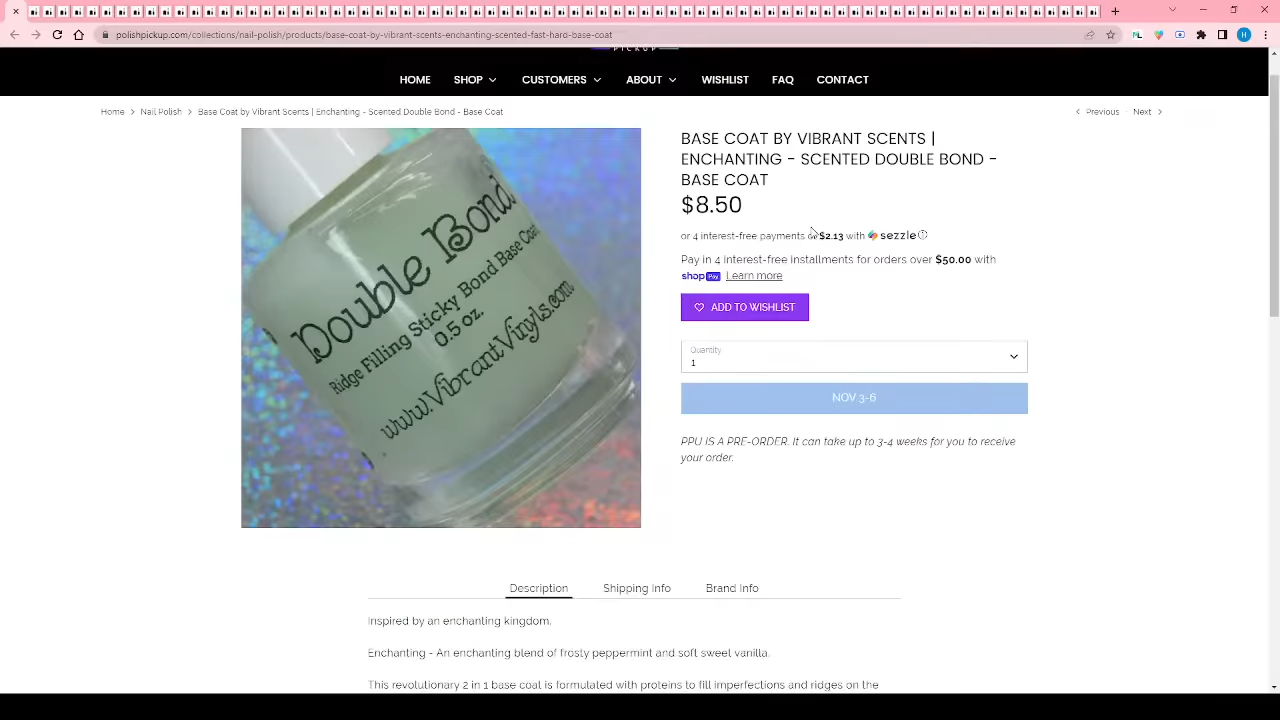 polishpickup.com/collections/nail-polish/products/base-coat-by-vibrant-scents-enchanting-scented-fast-hard-base-coat
H
PICKUP
HOME SHOP CUSTOMERS ABOUT WISHLIST FAQ CONTACT
Home > Nail Polish > Base Coat by Vibrant Scents | Enchanting - Scented Double Bond - Base Coat
< Previous Next >
BASE COAT BY VIBRANT SCENTS |
ENCHANTING - SCENTED DOUBLE BOND -
BASE COAT
$8.50
or 4 interest-free payments of $2.13 with sezzle
Pay in 4 interest-free installments for orders over $50.00 with
shop Pay Learn more
ADD TO WISHLIST
Quantity
1
NOV 3-6
PPU IS A PRE-ORDER. It can take up to 3-4 weeks for you to receive
your order.
Double Bond
Ridge Filling Sticky Bond Base Coat
0.5 oz.
www.VibrantVinyls.com
Description Shipping Info Brand Info
Inspired by an enchanting kingdom.
Enchanting - An enchanting blend of frosty peppermint and soft sweet vanilla.
This revolutionary 2 in 1 base coat is formulated with proteins to fill imperfections and ridges on the